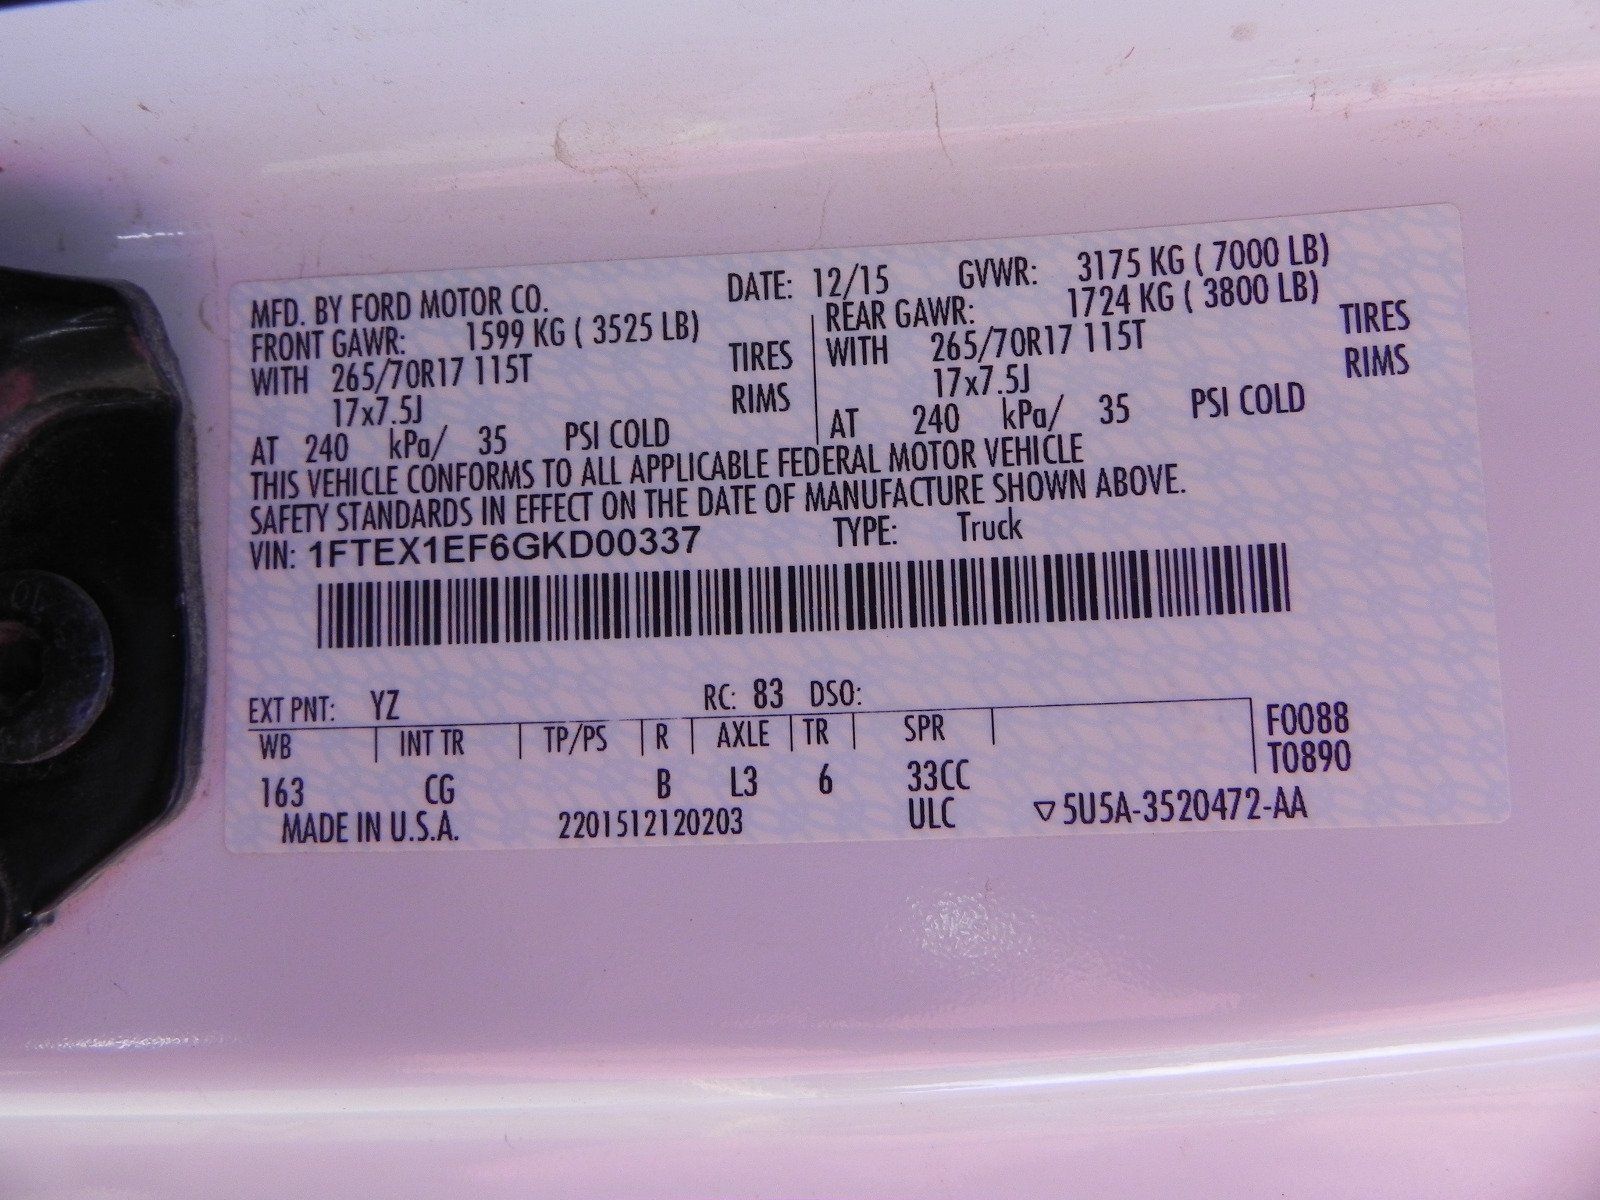 MFD. BY FORD MOTOR CO. DATE: 12/15 GVWR: 3175 KG ( 7000 LB)
FRONT GAWR: 1599 KG ( 3525 LB) REAR GAWR: 1724 KG ( 3800 LB)
WITH 265/70R17 115T TIRES WITH 265/70R17 115T TIRES
17x7.5J RIMS 17x7.5J RIMS
AT 240 kPa/ 35 PSI COLD AT 240 kPa/ 35 PSI COLD
THIS VEHICLE CONFORMS TO ALL APPLICABLE FEDERAL MOTOR VEHICLE
SAFETY STANDARDS IN EFFECT ON THE DATE OF MANUFACTURE SHOWN ABOVE.
VIN: 1FTEX1EF6GKD00337 TYPE: Truck
EXT PNT: YZ RC: 83 DSO:
WB INT TR TP/PS R AXLE TR SPR F0088
T0890
163 CG B L3 6 33CC
MADE IN U.S.A. 2201512120203 ULC ▽5U5A-3520472-AA